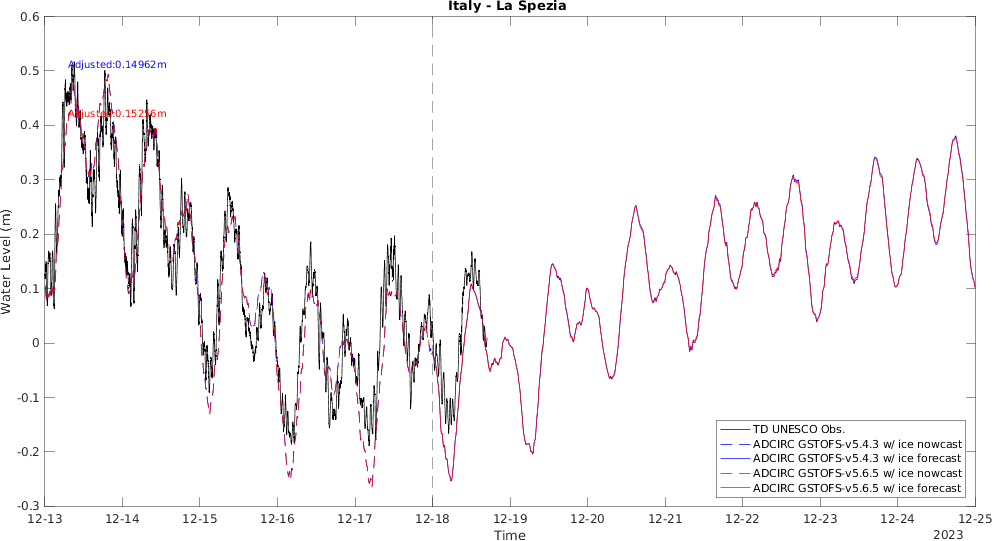 Italy - La Spezia
0.6
0.5
0.4
0.3
0.2
0.1
0
-0.1
-0.2
-0.3
Water Level (m)
Adjusted:0.14962m
Adjusted:0.15256m
TD UNESCO Obs.
ADCIRC GSTOFS-v5.4.3 w/ ice nowcast
ADCIRC GSTOFS-v5.4.3 w/ ice forecast
ADCIRC GSTOFS-v5.6.5 w/ ice nowcast
ADCIRC GSTOFS-v5.6.5 w/ ice forecast
12-13 12-14 12-15 12-16 12-17 12-18 12-19 12-20 12-21 12-22 12-23 12-24 12-25
Time
2023